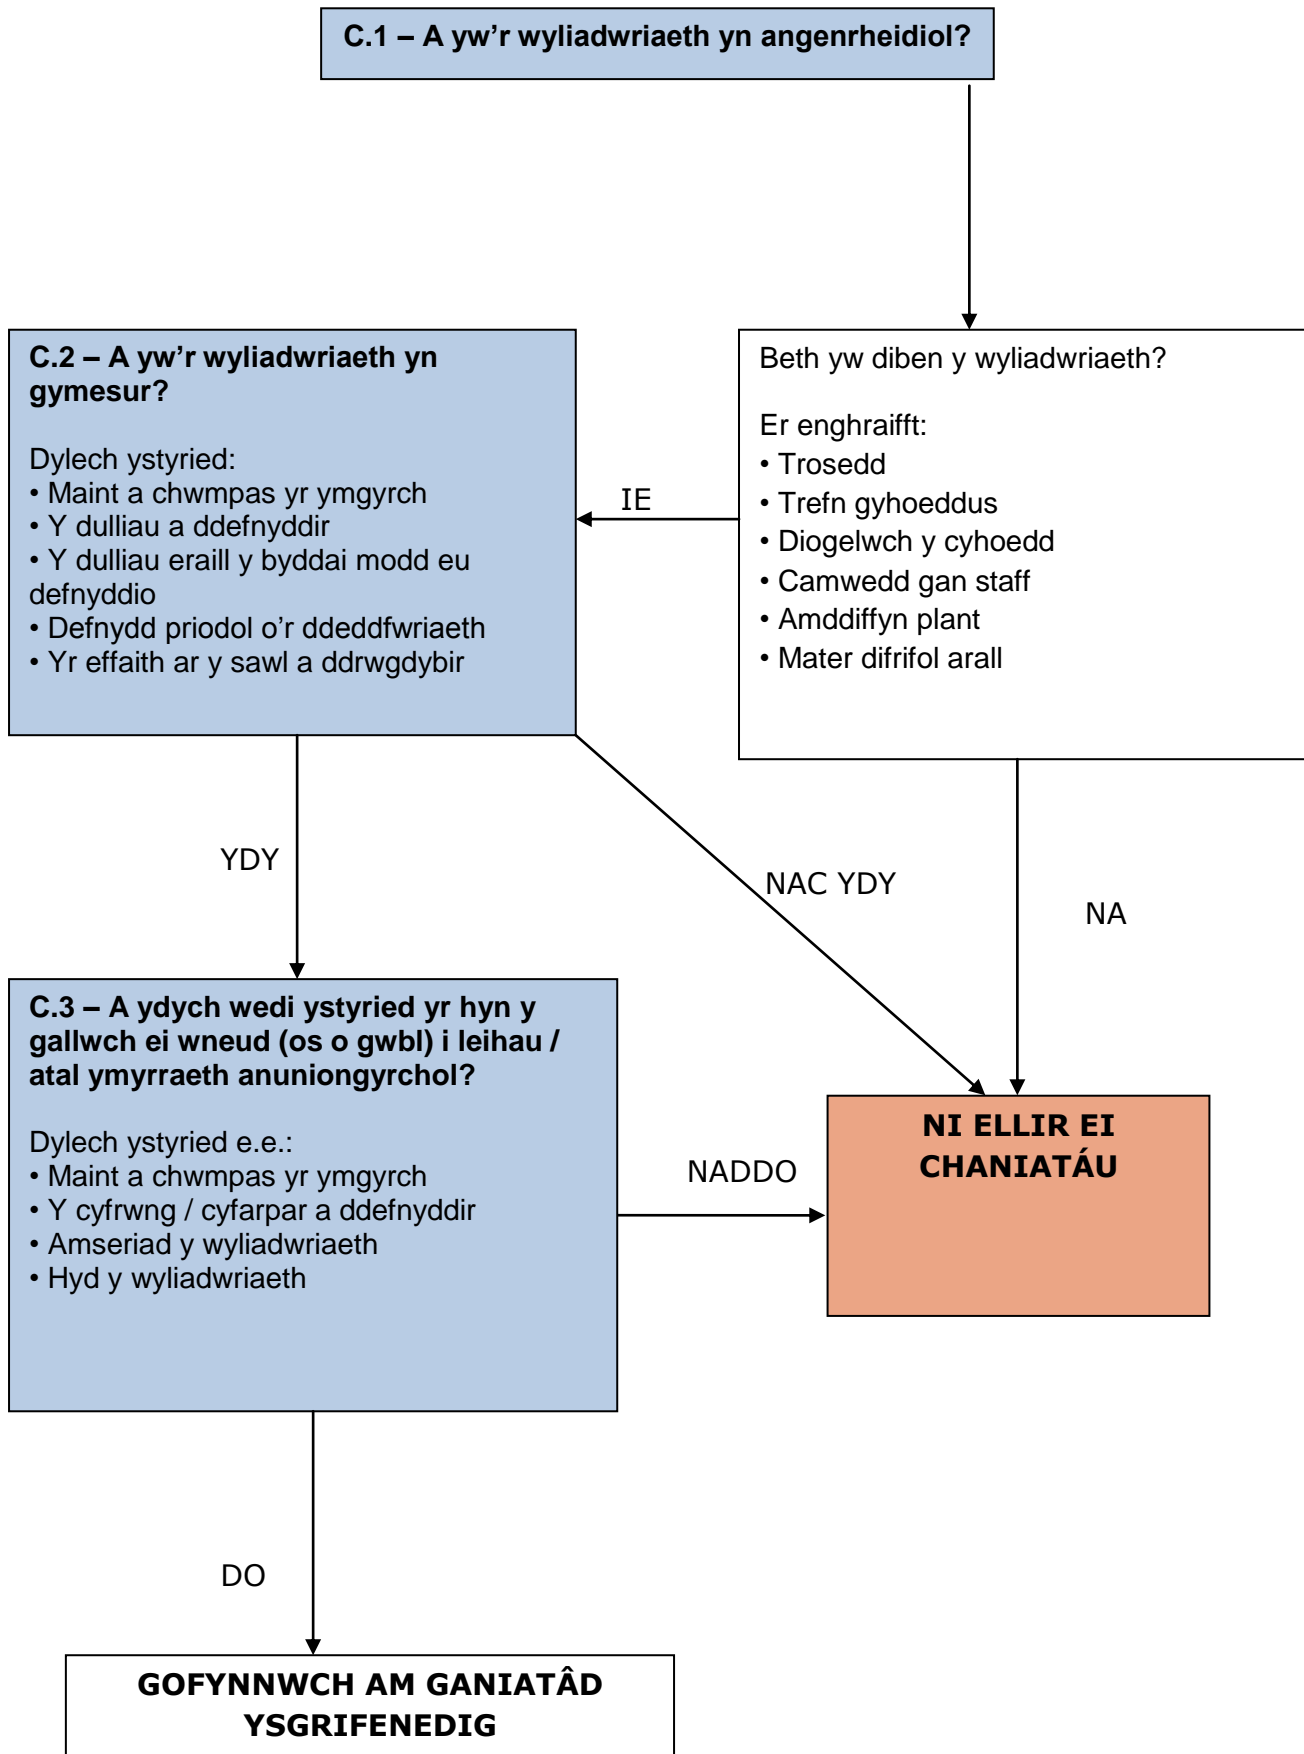 C.1 – A yw'r wyliadwriaeth yn angenrheidiol?
C.2 – A yw'r wyliadwriaeth yn
gymesur?
Dylech ystyried:
• Maint a chwmpas yr ymgyrch
• Y dulliau a ddefnyddir
• Y dulliau eraill y byddai modd eu
defnyddio
• Defnydd priodol o'r ddeddfwriaeth
• Yr effaith ar y sawl a ddrwgdybir
IE
Beth yw diben y wyliadwriaeth?
Er enghraifft:
• Trosedd
• Trefn gyhoeddus
• Diogelwch y cyhoedd
• Camwedd gan staff
• Amddiffyn plant
• Mater difrifol arall
YDY
NAC YDY
NA
C.3 – A ydych wedi ystyried yr hyn y
gallwch ei wneud (os o gwbl) i leihau /
atal ymyrraeth anuniongyrchol?
Dylech ystyried e.e.:
• Maint a chwmpas yr ymgyrch
• Y cyfrwng / cyfarpar a ddefnyddir
• Amseriad y wyliadwriaeth
• Hyd y wyliadwriaeth
NADDO
NI ELLIR EI
CHANIATÁU
DO
GOFYNNWCH AM GANIATÂD
YSGRIFENEDIG